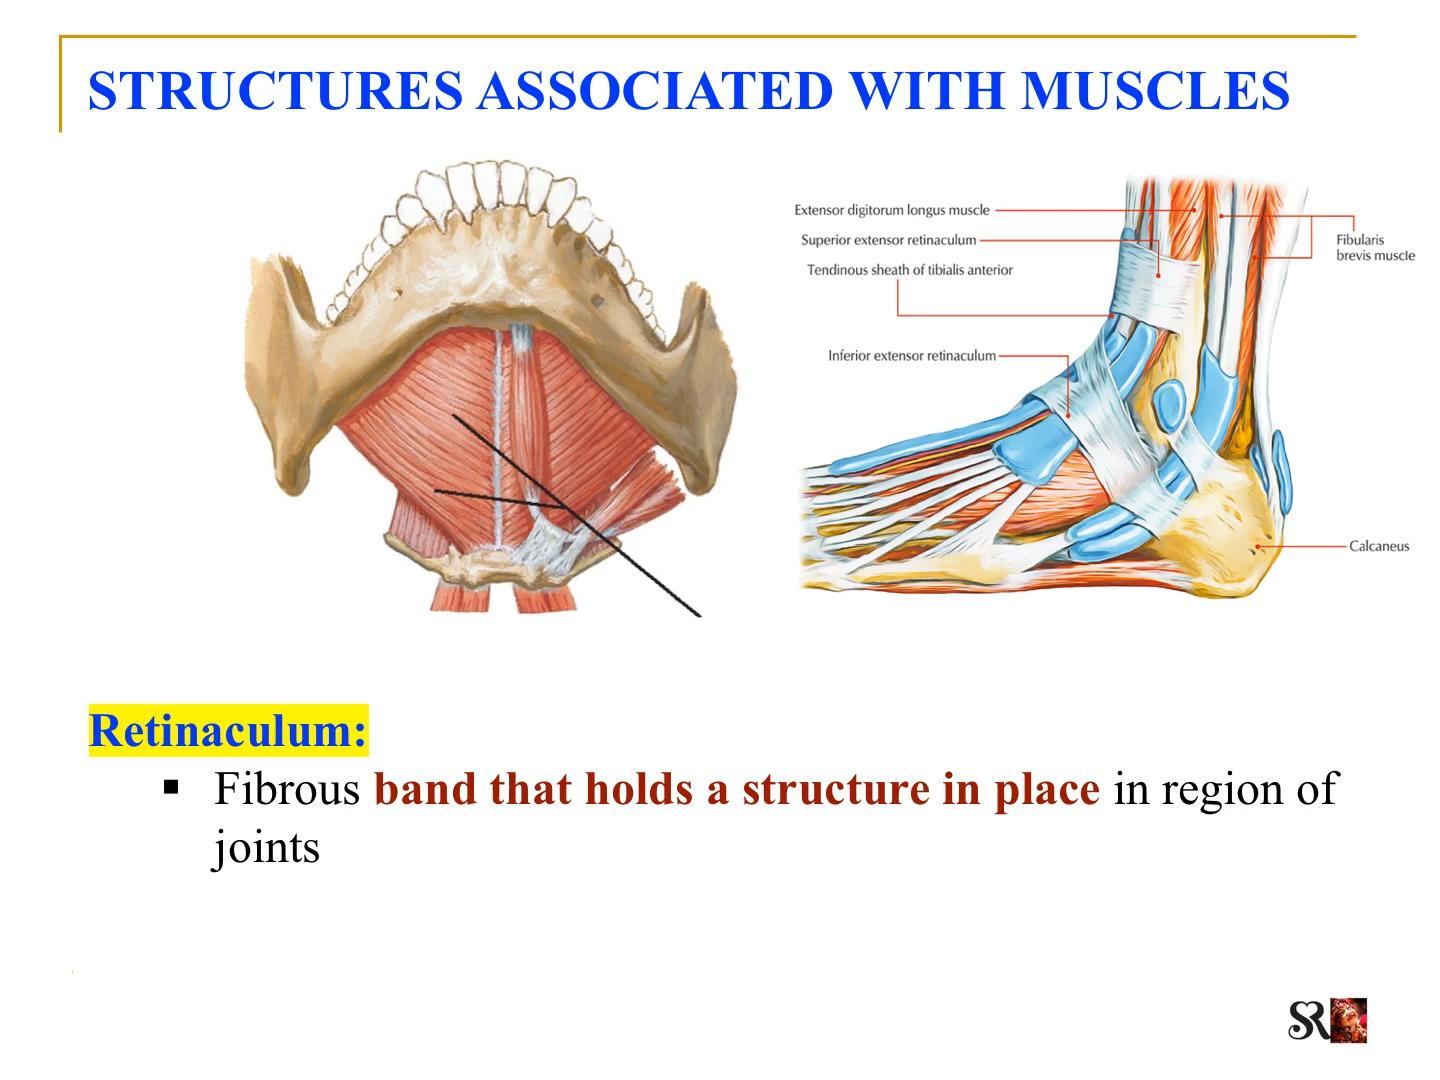 STRUCTURES ASSOCIATED WITH MUSCLES
Extensor digitorum longus muscle
Superior extensor retinaculum
Tendinous sheath of tibialis anterior
Inferior extensor retinaculum
Fibularis
brevis muscle
Calcaneus
Retinaculum:
▪ Fibrous band that holds a structure in place in region of
joints
SR